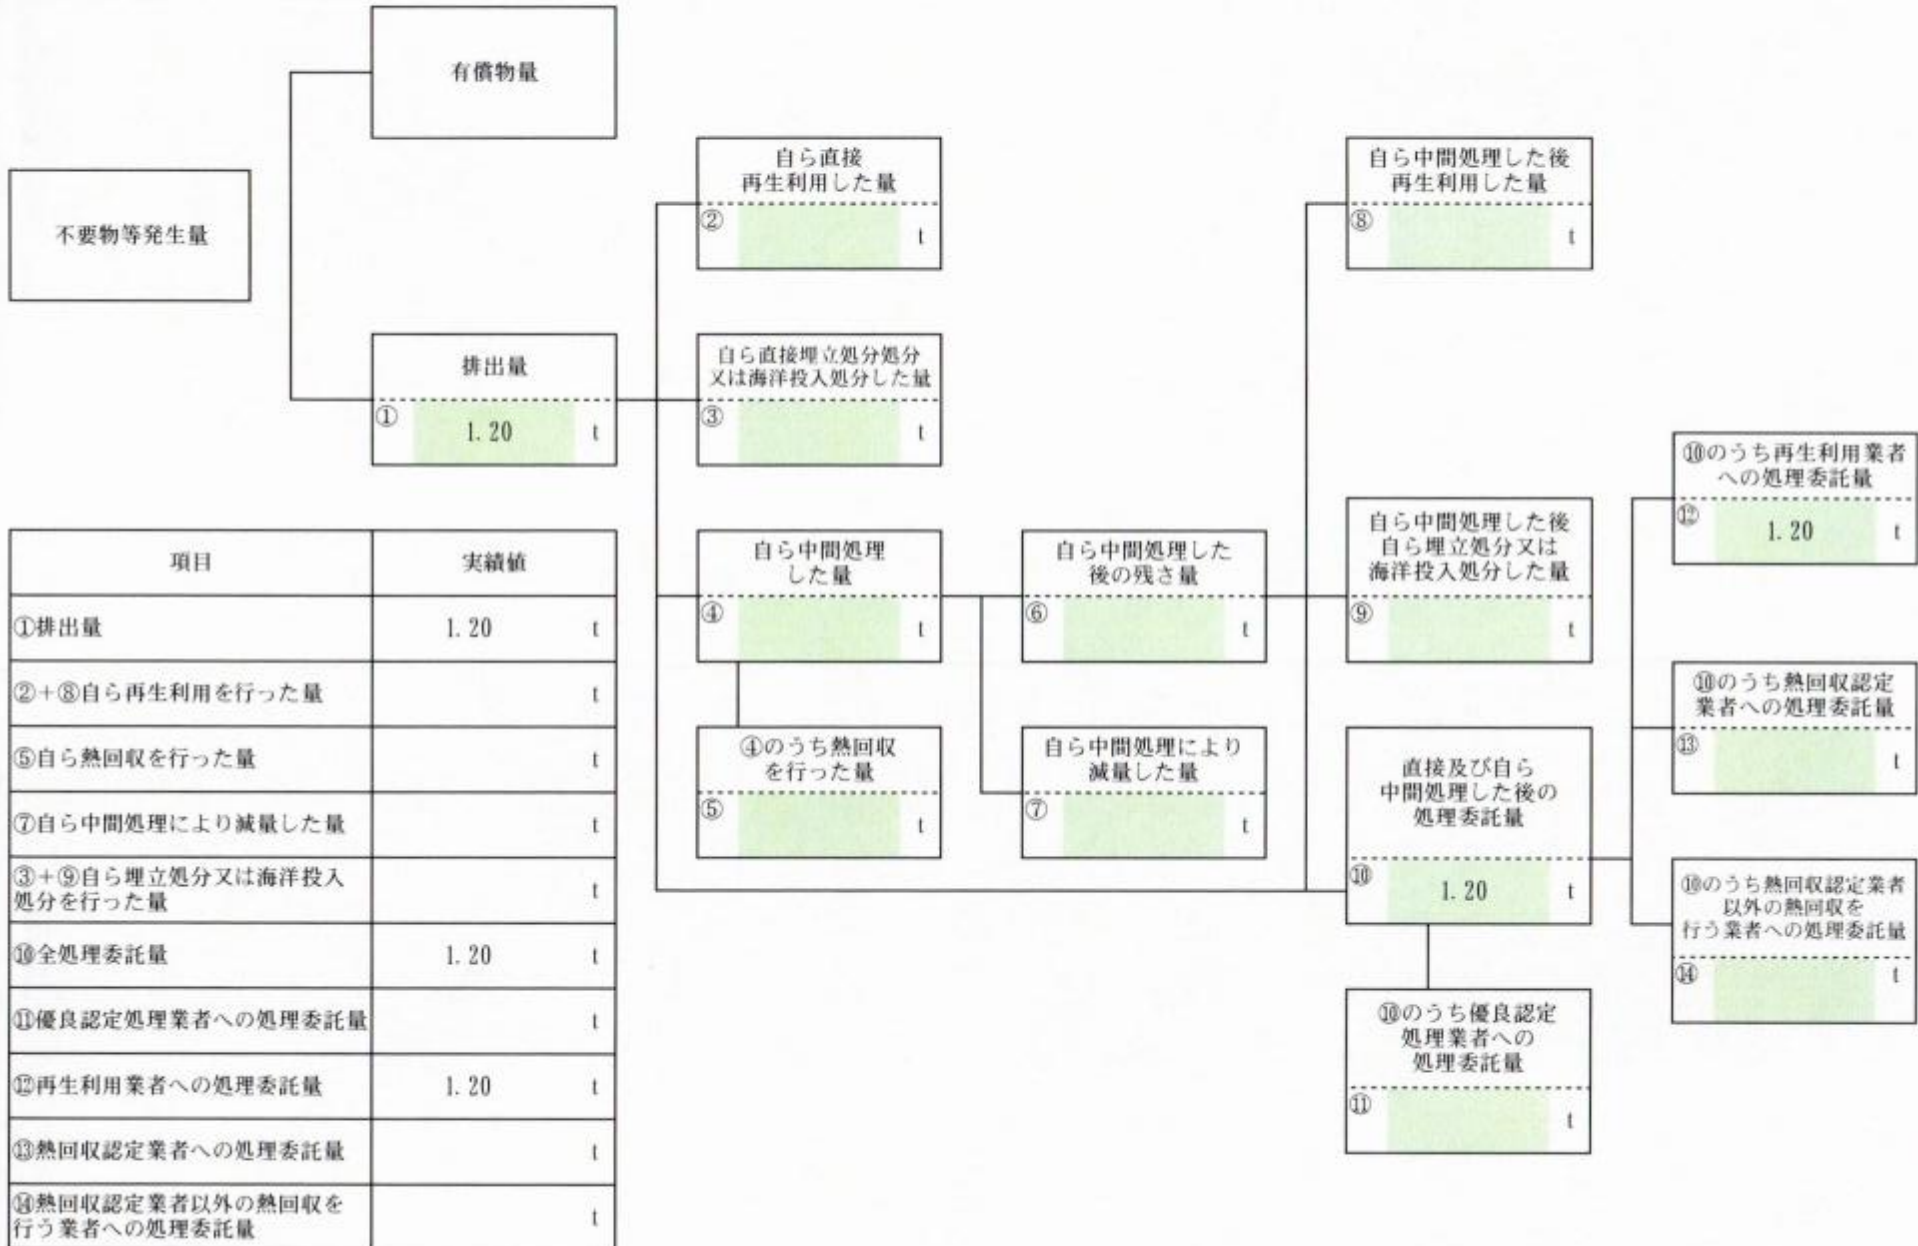 有償物量
不要物等発生量
排出量
① 1.20 t
自ら直接
再生利用した量
② t
自ら直接埋立処分処分
又は海洋投入処分した量
③ t
自ら中間処理
した量
④ t
④のうち熱回収
を行った量
⑤ t
自ら中間処理した
後の残さ量
⑥ t
自ら中間処理により
減量した量
⑦ t
自ら中間処理した後
再生利用した量
⑧ t
自ら中間処理した後
自ら埋立処分又は
海洋投入処分した量
⑨ t
直接及び自ら
中間処理した後の
処理委託量
⑩ 1.20 t
⑩のうち優良認定
処理業者への
処理委託量
⑪ t
⑩のうち再生利用業者
への処理委託量
⑫ 1.20 t
⑩のうち熱回収認定
業者への処理委託量
⑬ t
⑩のうち熱回収認定業者
以外の熱回収を
行う業者への処理委託量
⑭ t
項目 実績値
①排出量 1.20 t
②+⑧自ら再生利用を行った量 t
⑤自ら熱回収を行った量 t
⑦自ら中間処理により減量した量 t
③+⑨自ら埋立処分又は海洋投入
処分を行った量 t
⑩全処理委託量 1.20 t
⑪優良認定処理業者への処理委託量 t
⑫再生利用業者への処理委託量 1.20 t
⑬熱回収認定業者への処理委託量 t
⑭熱回収認定業者以外の熱回収を
行う業者への処理委託量 t